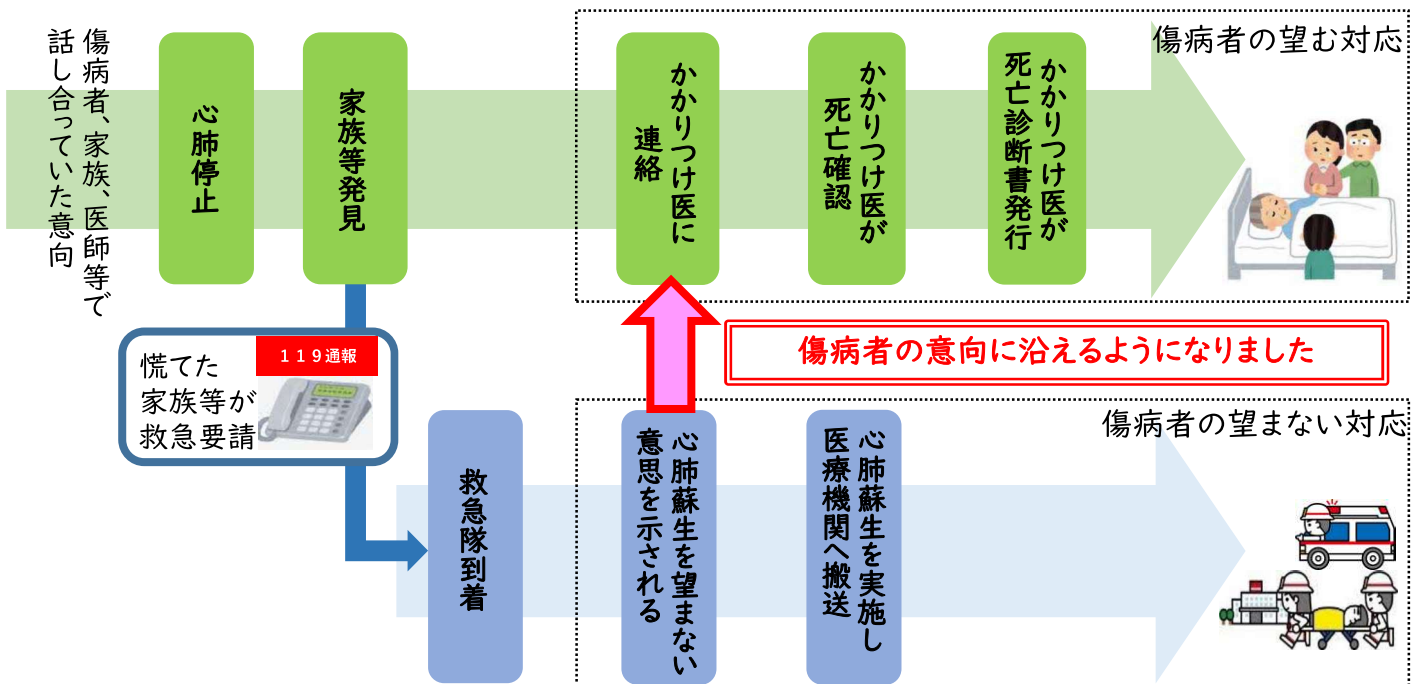 傷病者、家族、医師等で
話し合っていた意向
心肺停止
家族等発見
傷病者の望む対応
かかりつけ医に
連絡
かかりつけ医が
死亡確認
かかりつけ医が
死亡診断書発行
慌てた
家族等が
救急要請
119通報
傷病者の意向に沿えるようになりました
傷病者の望まない対応
救急隊到着
心肺蘇生を望まない
意思を示される
心肺蘇生を実施し
医療機関へ搬送